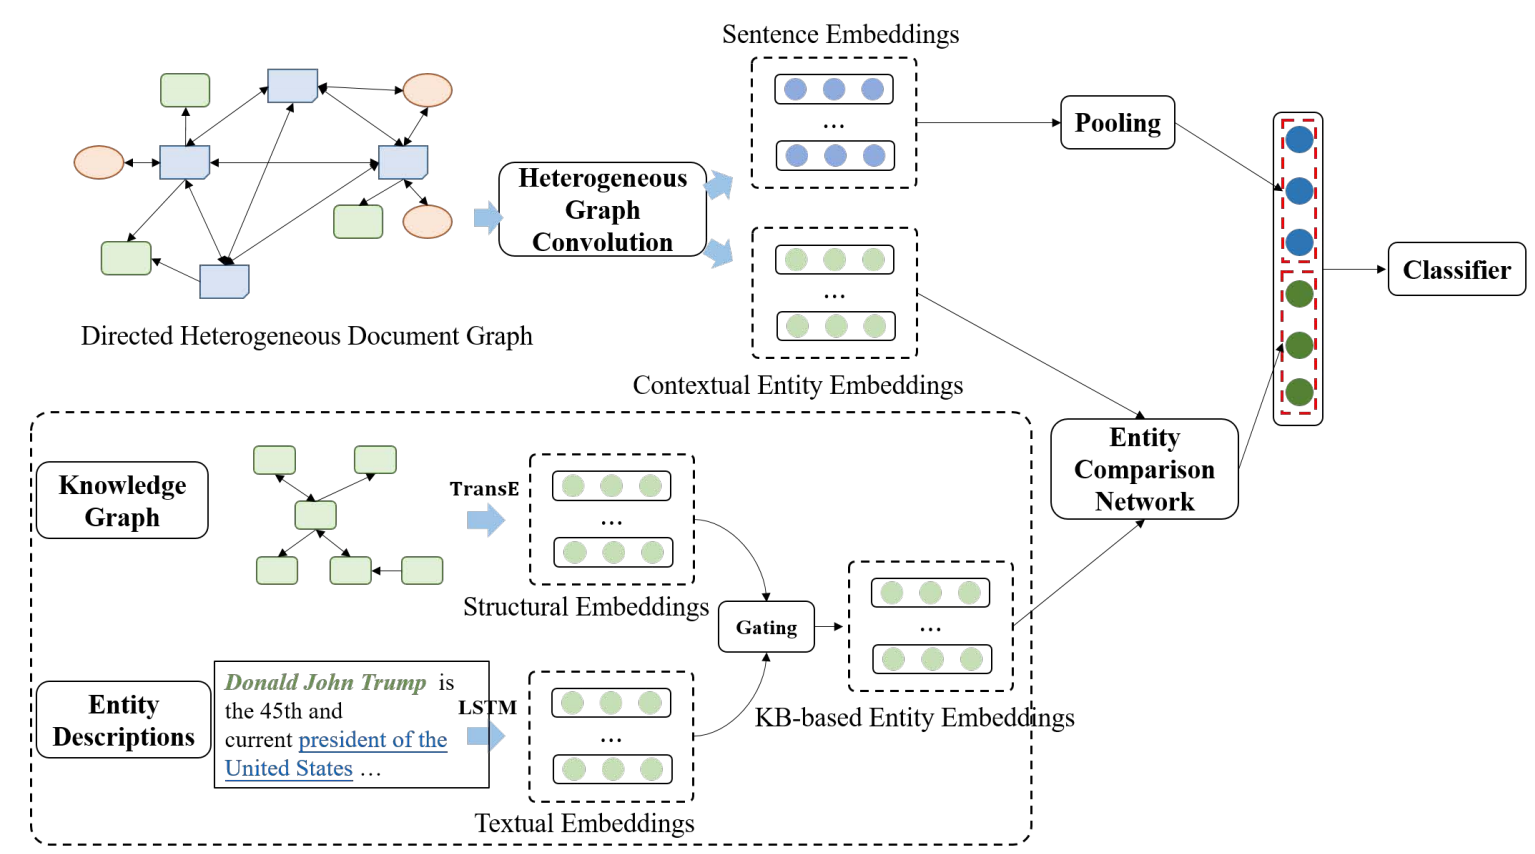 Sentence Embeddings
...
Pooling
Heterogeneous
Graph
Convolution
...
Classifier
Directed Heterogeneous Document Graph
Contextual Entity Embeddings
Entity
Comparison
Network
Knowledge
Graph
TransE
...
Structural Embeddings
Gating
...
KB-based Entity Embeddings
Entity
Descriptions
Donald John Trump is
the 45th and
current president of the
United States ...
LSTM
...
Textual Embeddings